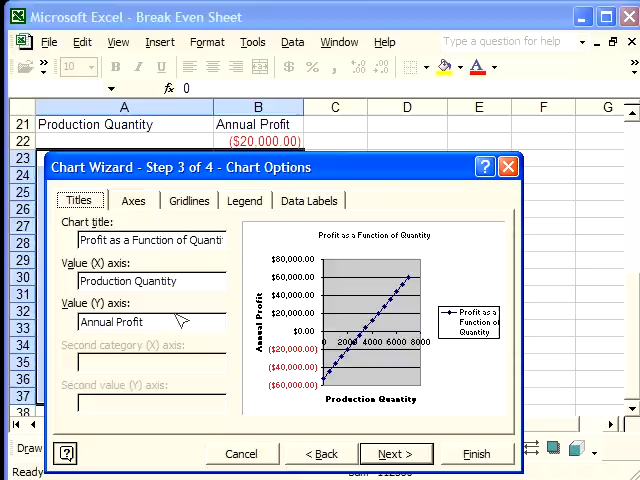 Microsoft Excel - Break Even Sheet
File Edit View Insert Format Tools Data Window Help Type a question for help
10 B I U $ %
fx 0
A B C D E F G
21 Production Quantity Annual Profit
22 ($20,000.00)
23
24
25
26
27
28
29
30
31
32
33
34
35
36
37
38
Chart Wizard - Step 3 of 4 - Chart Options
Titles Axes Gridlines Legend Data Labels
Chart title:
Profit as a Function of Quanti
Value (X) axis:
Production Quantity
Value (Y) axis:
Annual Profit
Second category (X) axis:
Second value (Y) axis:
Profit as a Function of Quantity
$80,000.00
$60,000.00
$40,000.00
$20,000.00
$0.00
($20,000.00)
($40,000.00)
($60,000.00)
0 2000 4000 6000 8000
Annual Profit
Production Quantity
Profit as a
Function of
Quantity
Cancel < Back Next > Finish
Draw
Ready